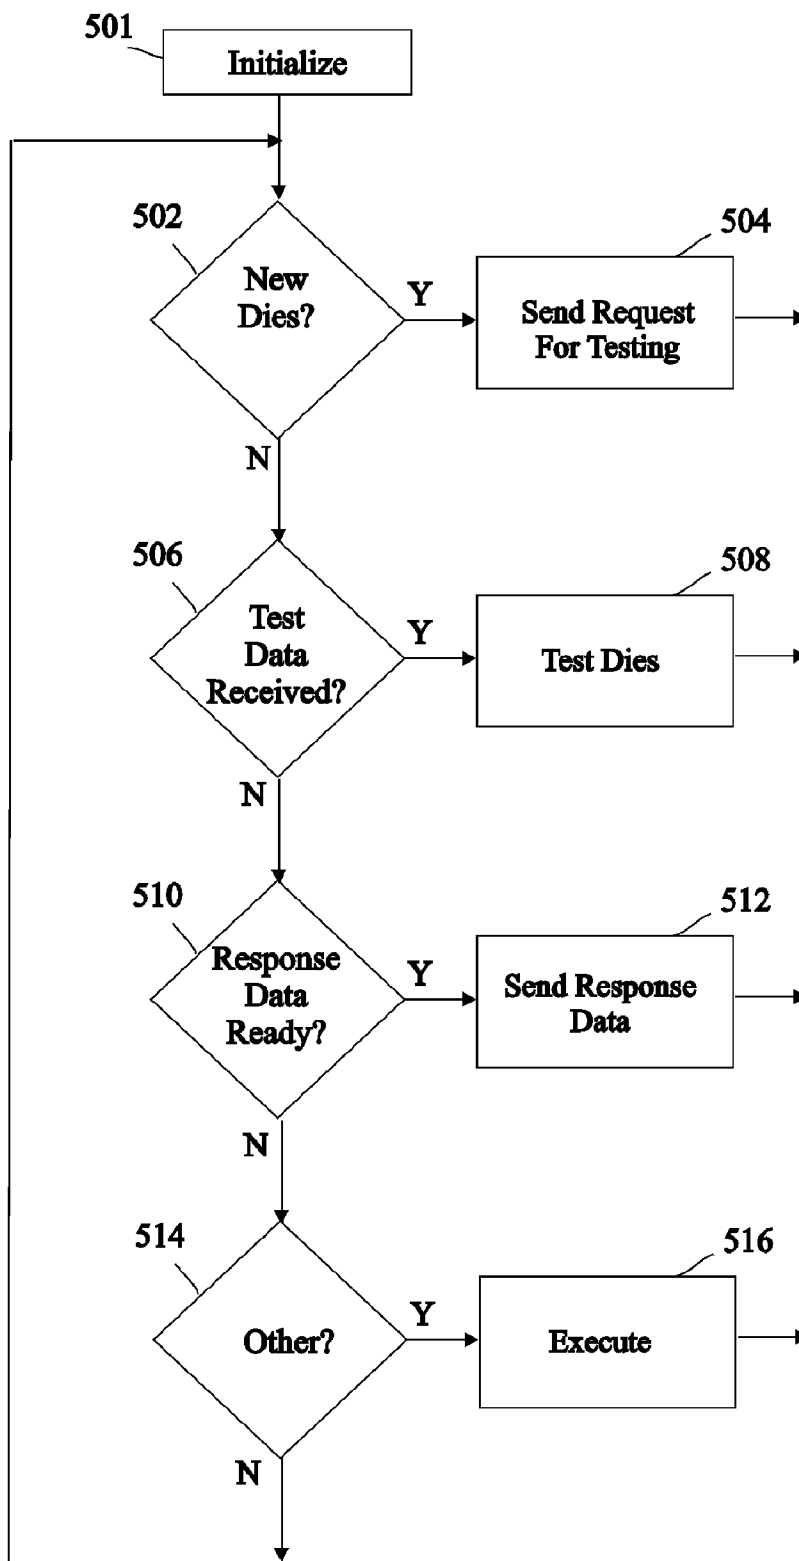 501
Initialize
502
New
Dies?
Y
504
Send Request
For Testing
N
506
Test
Data
Received?
Y
508
Test Dies
N
510
Response
Data
Ready?
Y
512
Send Response
Data
N
514
Other?
Y
516
Execute
N